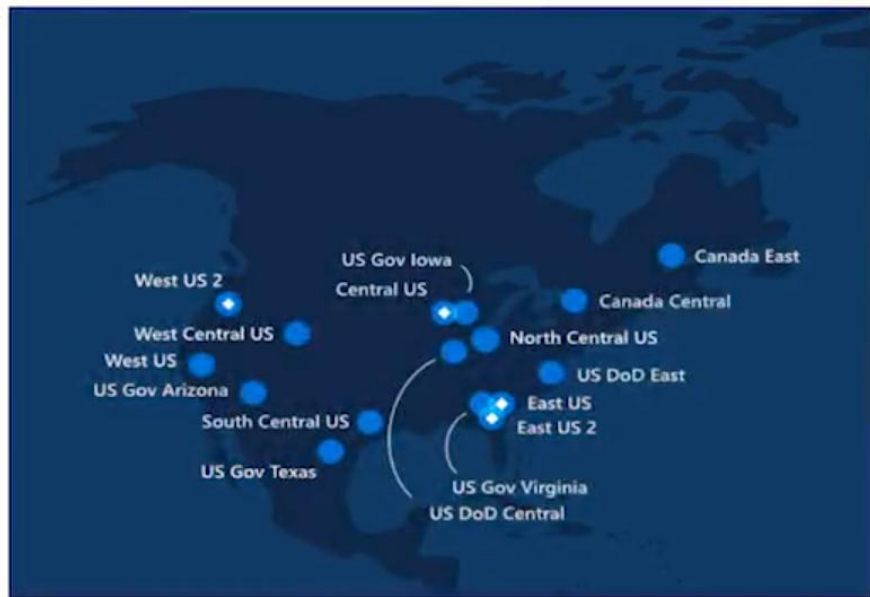 US Gov Iowa
Canada East
West US 2
Central US
Canada Central
West Central US
North Central US
West US
US DoD East
US Gov Arizona
East US
South Central US
East US 2
US Gov Texas
US Gov Virginia
US DoD Central